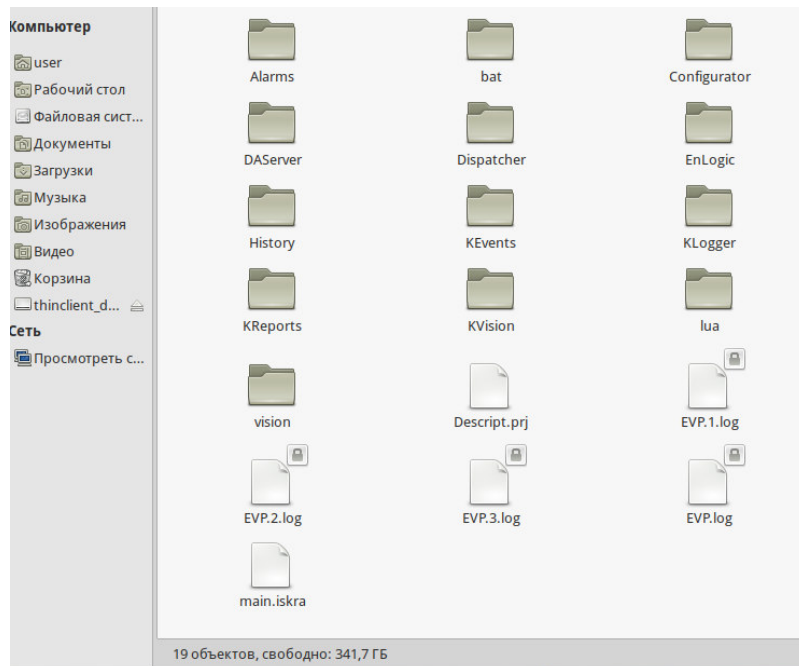 Компьютер
user
Рабочий стол
Файловая сист...
Документы
Загрузки
Музыка
Изображения
Видео
Корзина
thinclient_d...
Сеть
Просмотреть с...
Alarms
bat
Configurator
DAServer
Dispatcher
EnLogic
History
KEvents
KLogger
KReports
KVision
lua
vision
Descript.prj
EVP.1.log
EVP.2.log
EVP.3.log
EVP.log
main.iskra
19 объектов, свободно: 341,7 ГБ